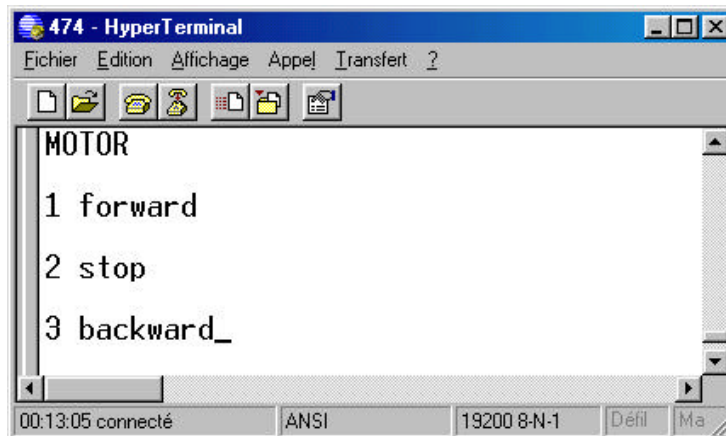 474 - HyperTerminal
Fichier Edition Affichage Appel Transfert ?
MOTOR
1 forward
2 stop
3 backward_
00:13:05 connecté ANSI 19200 8-N-1 Défil Ma